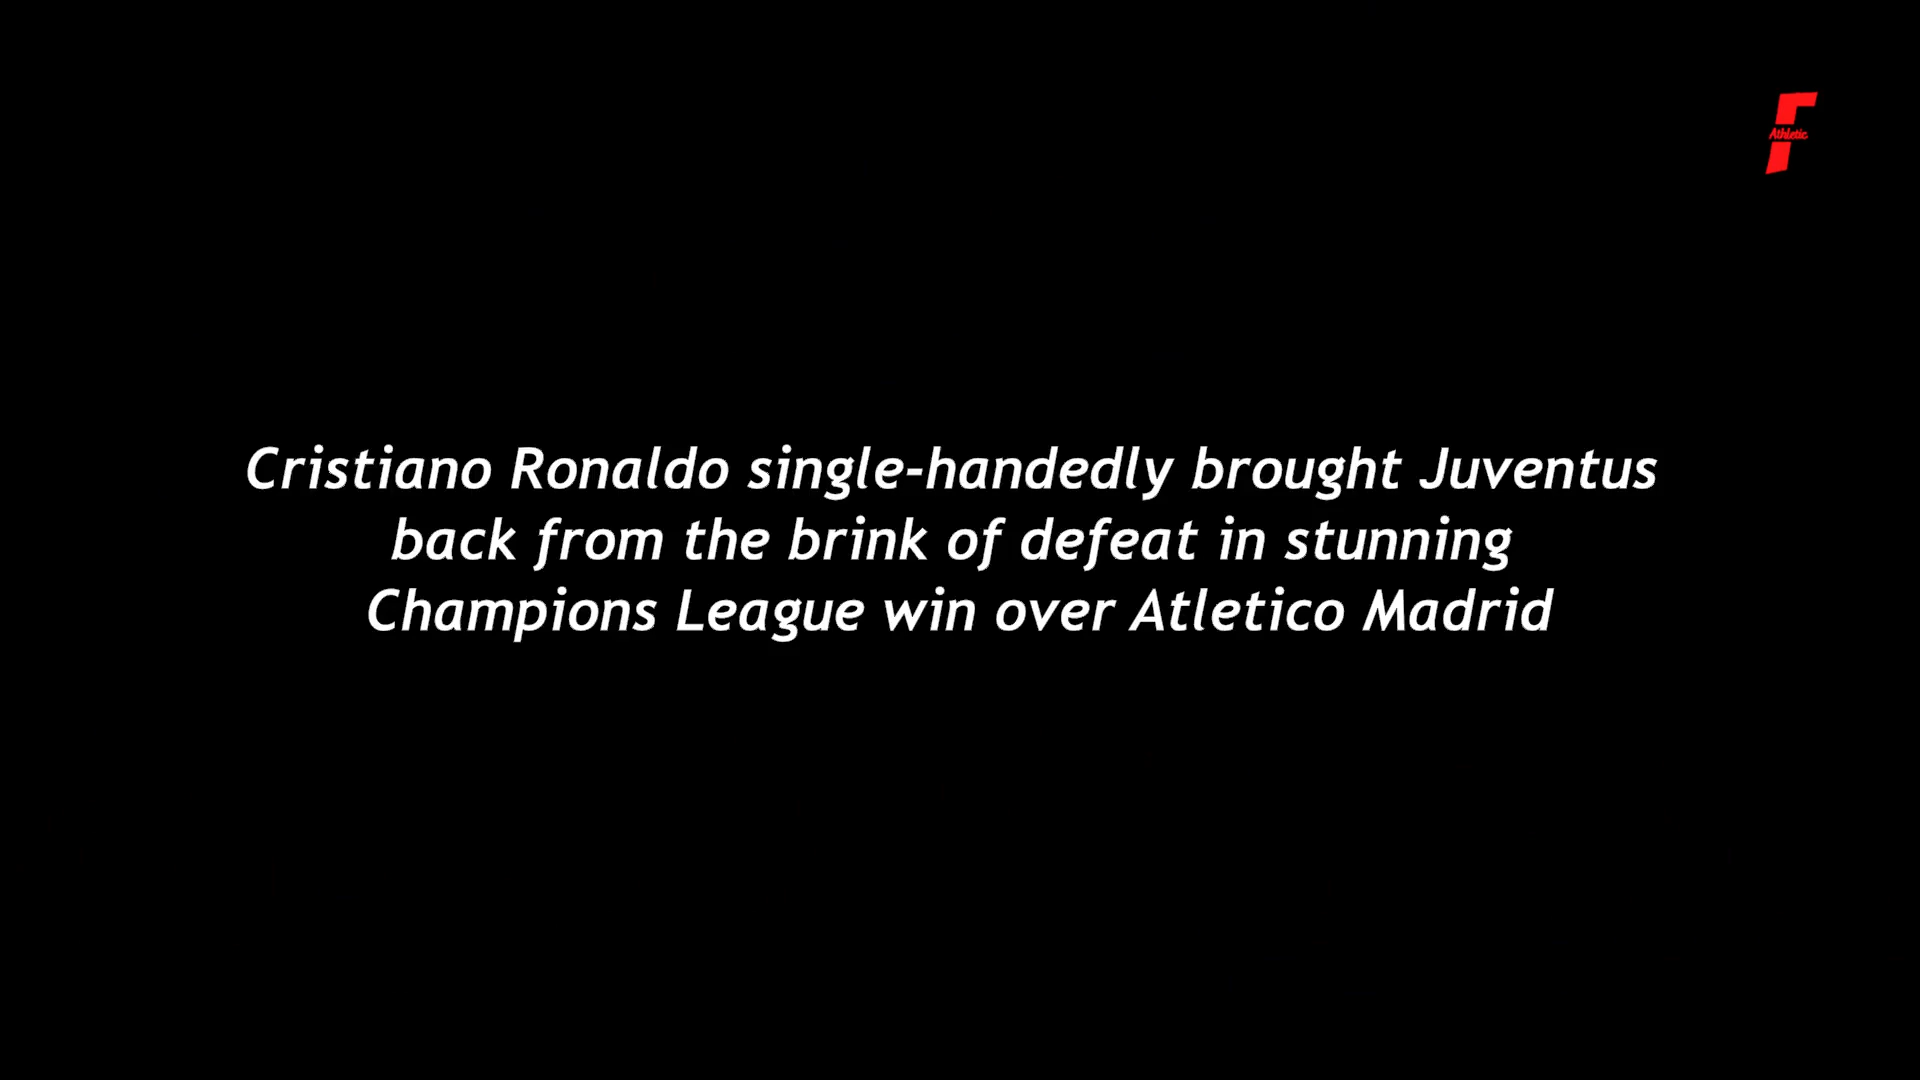 Athletic
Cristiano Ronaldo single-handedly brought Juventus
back from the brink of defeat in stunning
Champions League win over Atletico Madrid